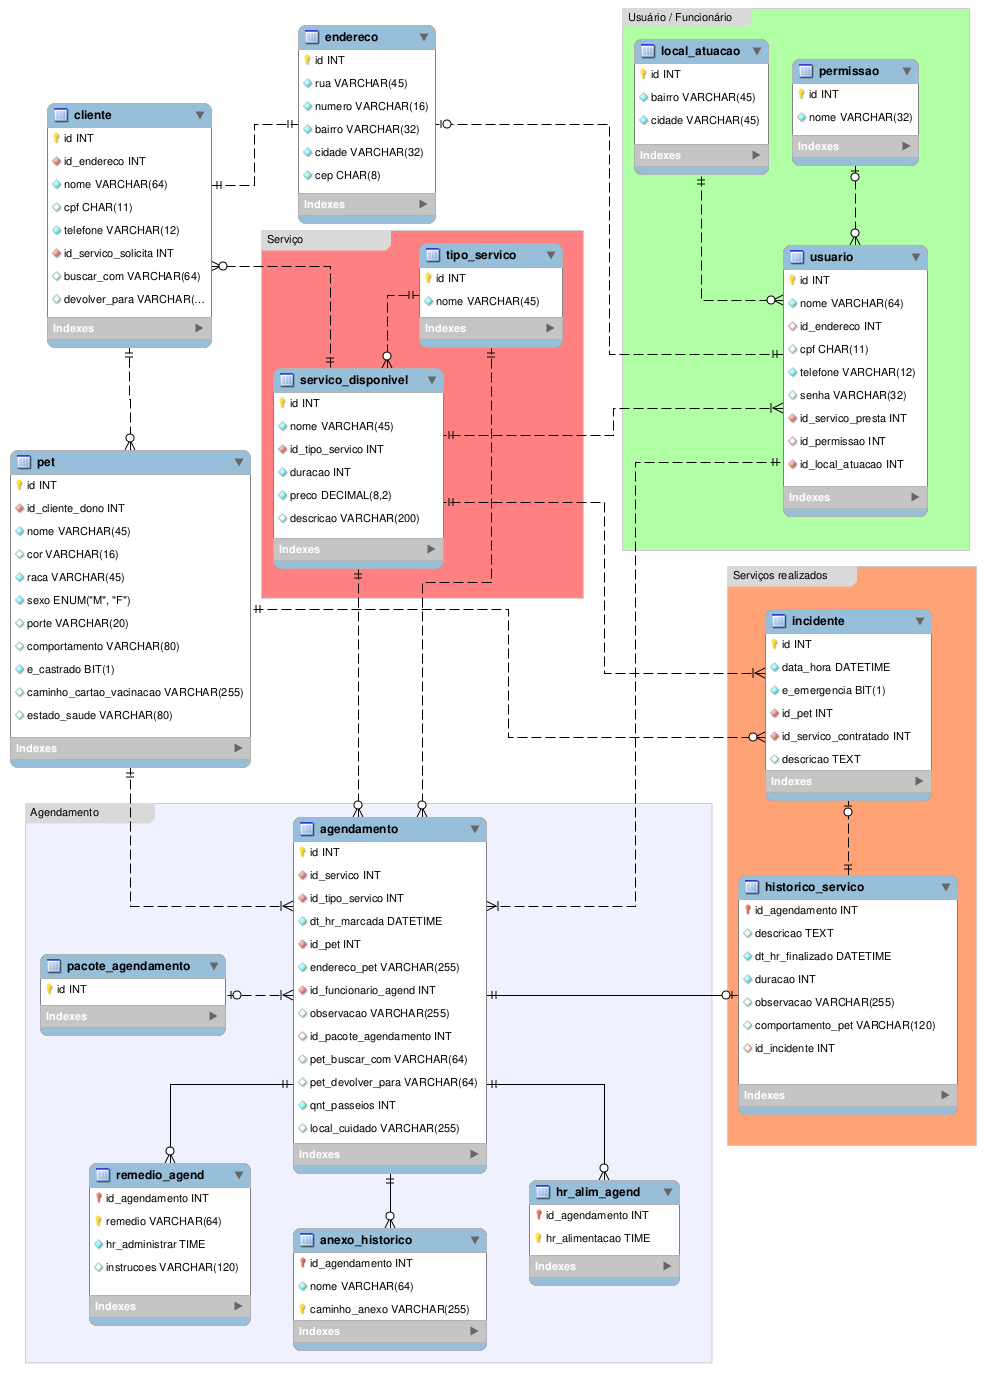 endereco
id INT
rua VARCHAR(45)
numero VARCHAR(16)
bairro VARCHAR(32)
cidade VARCHAR(32)
cep CHAR(8)
Indexes
cliente
id INT
id_endereco INT
nome VARCHAR(64)
cpf CHAR(11)
telefone VARCHAR(12)
id_servico_solicita INT
buscar_com VARCHAR(64)
devolver_para VARCHAR(...
Indexes
Usuário / Funcionário
local_atuacao
id INT
bairro VARCHAR(45)
cidade VARCHAR(45)
Indexes
permissao
id INT
nome VARCHAR(32)
Indexes
usuario
id INT
nome VARCHAR(64)
id_endereco INT
cpf CHAR(11)
telefone VARCHAR(12)
senha VARCHAR(32)
id_servico_presta INT
id_permissao INT
id_local_atuacao INT
Indexes
Serviço
tipo_servico
id INT
nome VARCHAR(45)
Indexes
servico_disponivel
id INT
nome VARCHAR(45)
id_tipo_servico INT
duracao INT
preco DECIMAL(8,2)
descricao VARCHAR(200)
Indexes
pet
id INT
id_cliente_dono INT
nome VARCHAR(45)
cor VARCHAR(16)
raca VARCHAR(45)
sexo ENUM("M", "F")
porte VARCHAR(20)
comportamento VARCHAR(80)
e_castrado BIT(1)
caminho_cartao_vacinacao VARCHAR(255)
estado_saude VARCHAR(80)
Indexes
Serviços realizados
incidente
id INT
data_hora DATETIME
e_emergencia BIT(1)
id_pet INT
id_servico_contratado INT
descricao TEXT
Indexes
historico_servico
id_agendamento INT
descricao TEXT
dt_hr_finalizado DATETIME
duracao INT
observacao VARCHAR(255)
comportamento_pet VARCHAR(120)
id_incidente INT
Indexes
Agendamento
agendamento
id INT
id_servico INT
id_tipo_servico INT
dt_hr_marcada DATETIME
id_pet INT
endereco_pet VARCHAR(255)
id_funcionario_agend INT
observacao VARCHAR(255)
id_pacote_agendamento INT
pet_buscar_com VARCHAR(64)
pet_devolver_para VARCHAR(64)
qnt_passeios INT
local_cuidado VARCHAR(255)
Indexes
pacote_agendamento
id INT
Indexes
remedio_agend
id_agendamento INT
remedio VARCHAR(64)
hr_administrar TIME
instrucoes VARCHAR(120)
Indexes
anexo_historico
id_agendamento INT
nome VARCHAR(64)
caminho_anexo VARCHAR(255)
Indexes
hr_alim_agend
id_agendamento INT
hr_alimentacao TIME
Indexes